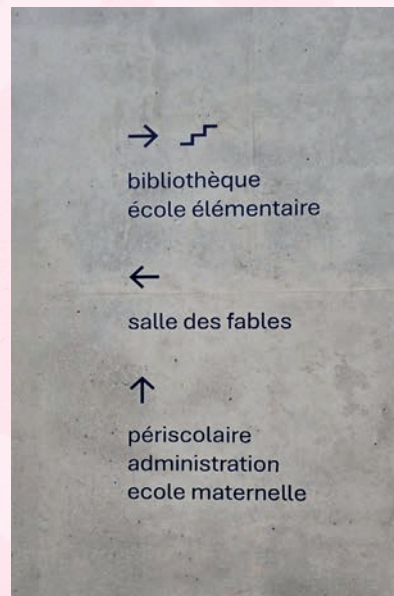 bibliothèque
école élémentaire
salle des fables
périscolaire
administration
ecole maternelle